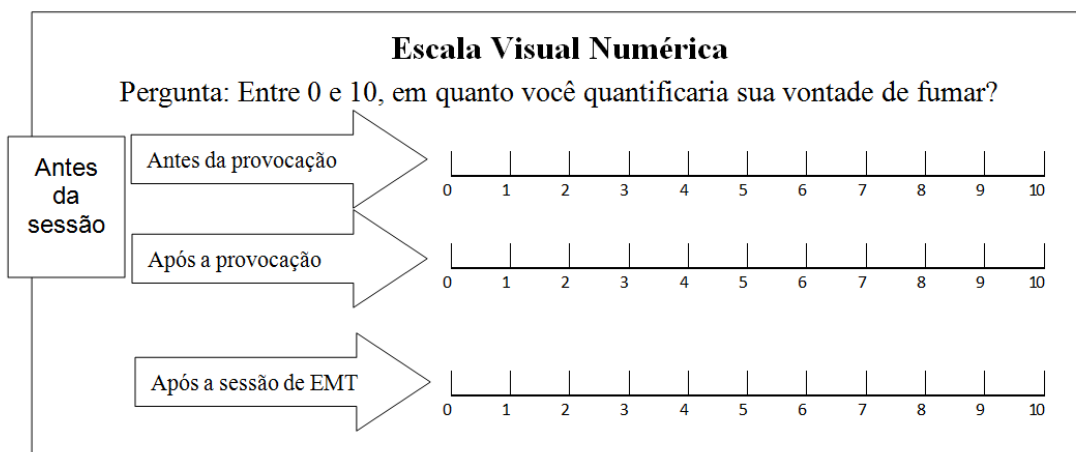 Escala Visual Numérica
Pergunta: Entre 0 e 10, em quanto você quantificaria sua vontade de fumar?
Antes
da
sessão
Antes da provocação
0 1 2 3 4 5 6 7 8 9 10
Após a provocação
0 1 2 3 4 5 6 7 8 9 10
Após a sessão de EMT
0 1 2 3 4 5 6 7 8 9 10